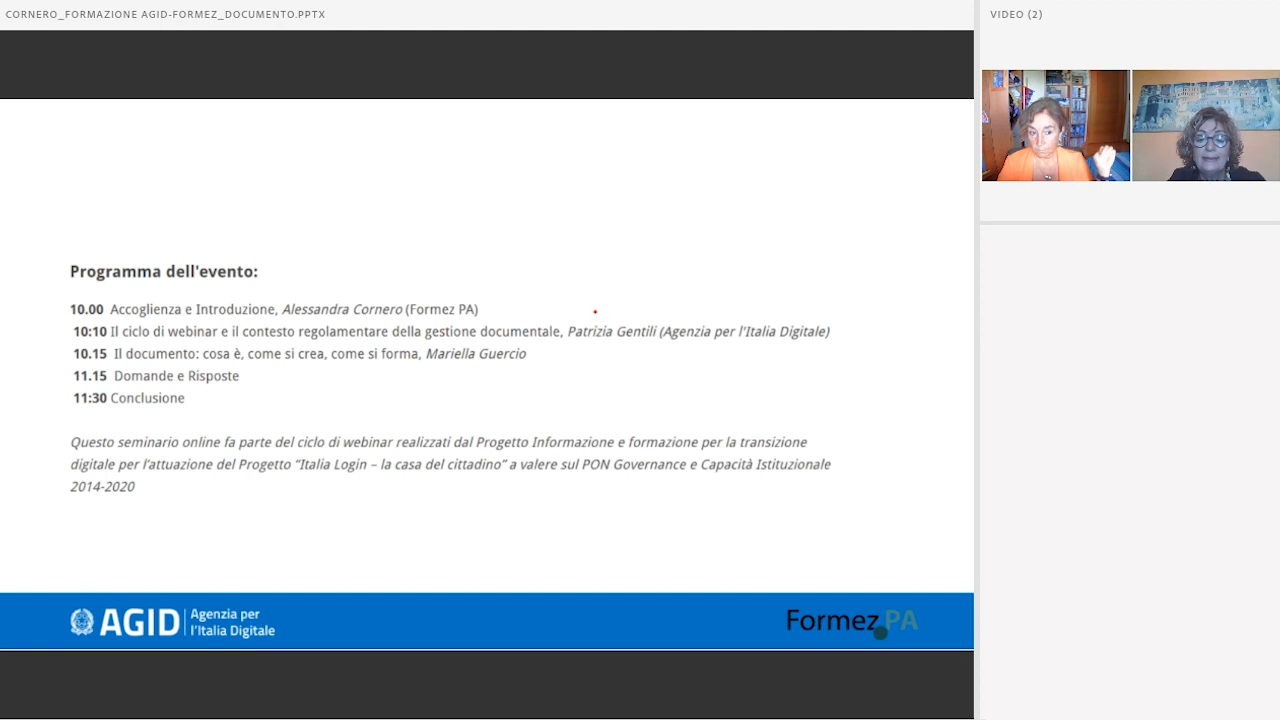 CORNERO_FORMAZIONE AGID-FORMEZ_DOCUMENTO.PPTX
VIDEO (2)
Programma dell'evento:
10.00 Accoglienza e Introduzione, Alessandra Cornero (Formez PA)
10:10 Il ciclo di webinar e il contesto regolamentare della gestione documentale, Patrizia Gentili (Agenzia per l'Italia Digitale)
10.15 Il documento: cosa è, come si crea, come si forma, Mariella Guercio
11.15 Domande e Risposte
11:30 Conclusione
Questo seminario online fa parte del ciclo di webinar realizzati dal Progetto Informazione e formazione per la transizione
digitale per l’attuazione del Progetto “Italia Login – la casa del cittadino” a valere sul PON Governance e Capacità Istituzionale
2014-2020
AGID Agenzia per
l’Italia Digitale
Formez PA